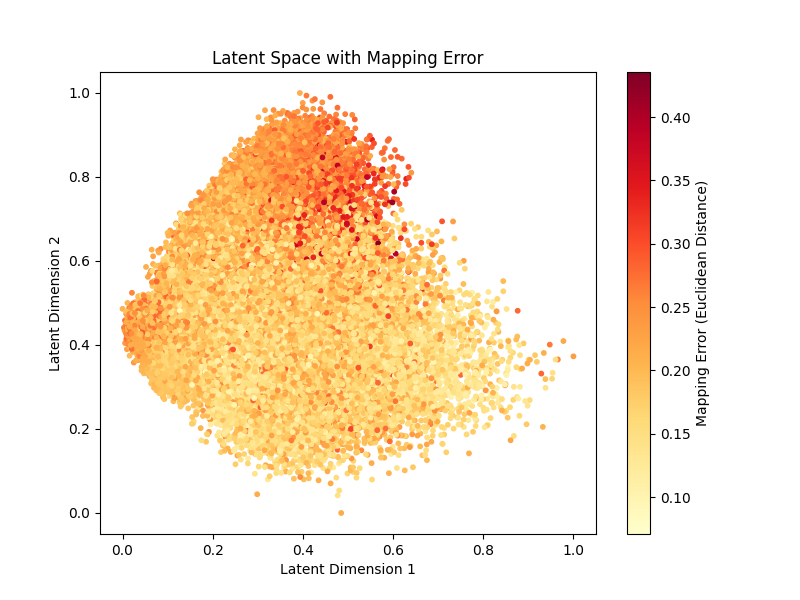 Latent Space with Mapping Error
Latent Dimension 2
1.0
0.8
0.6
0.4
0.2
0.0
0.0 0.2 0.4 0.6 0.8 1.0
Latent Dimension 1
0.40
0.35
0.30
0.25
0.20
0.15
0.10
Mapping Error (Euclidean Distance)